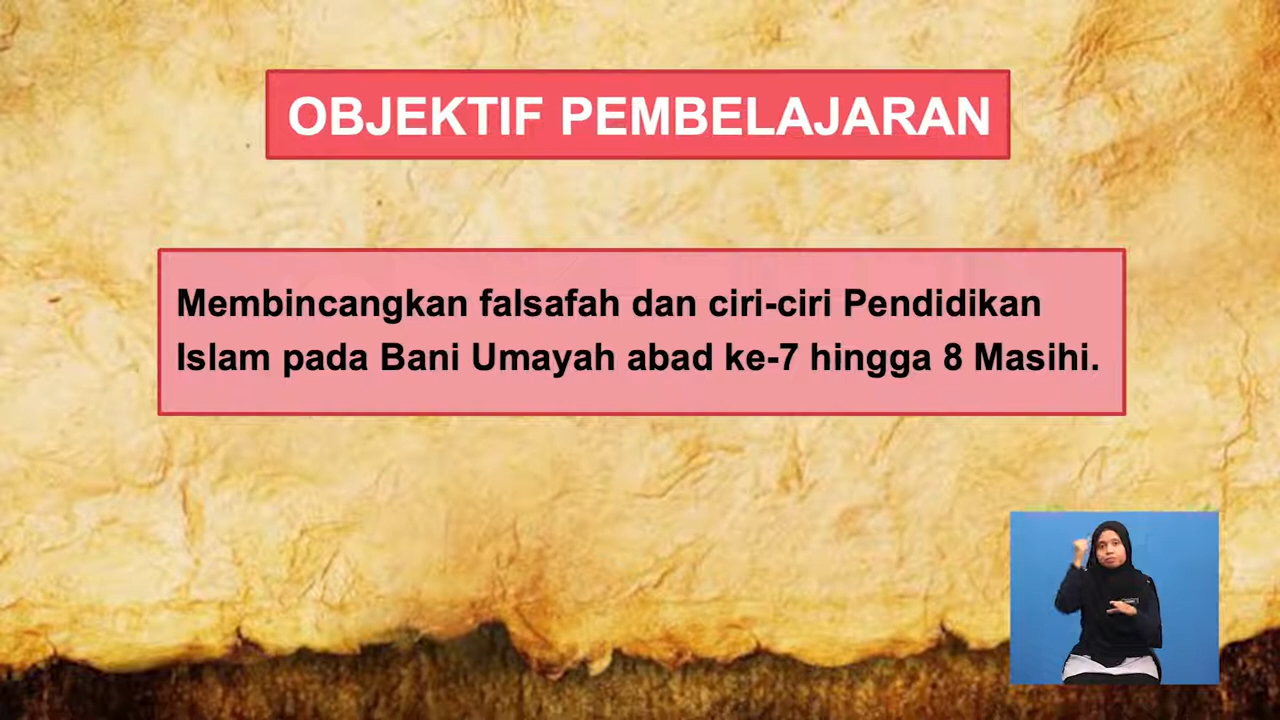 OBJEKTIF PEMBELAJARAN
Membincangkan falsafah dan ciri-ciri Pendidikan
Islam pada Bani Umayah abad ke-7 hingga 8 Masihi.